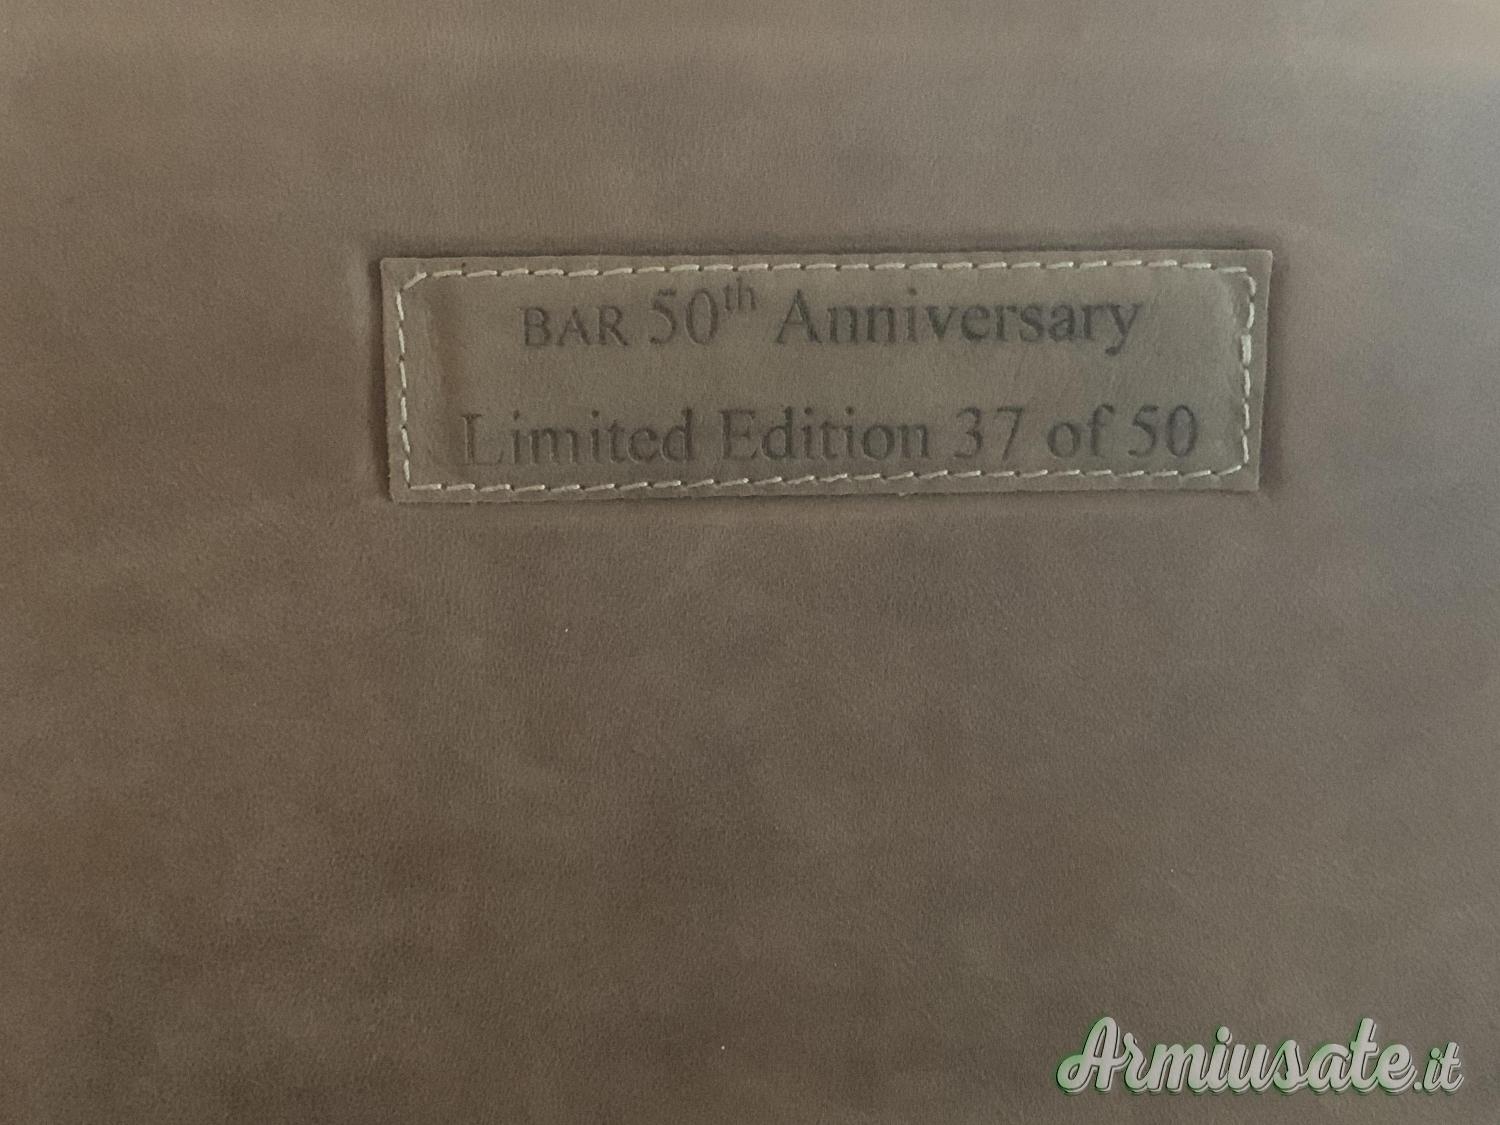 BAR 50th Anniversary
Limited Edition 37 of 50
Armiusate.it